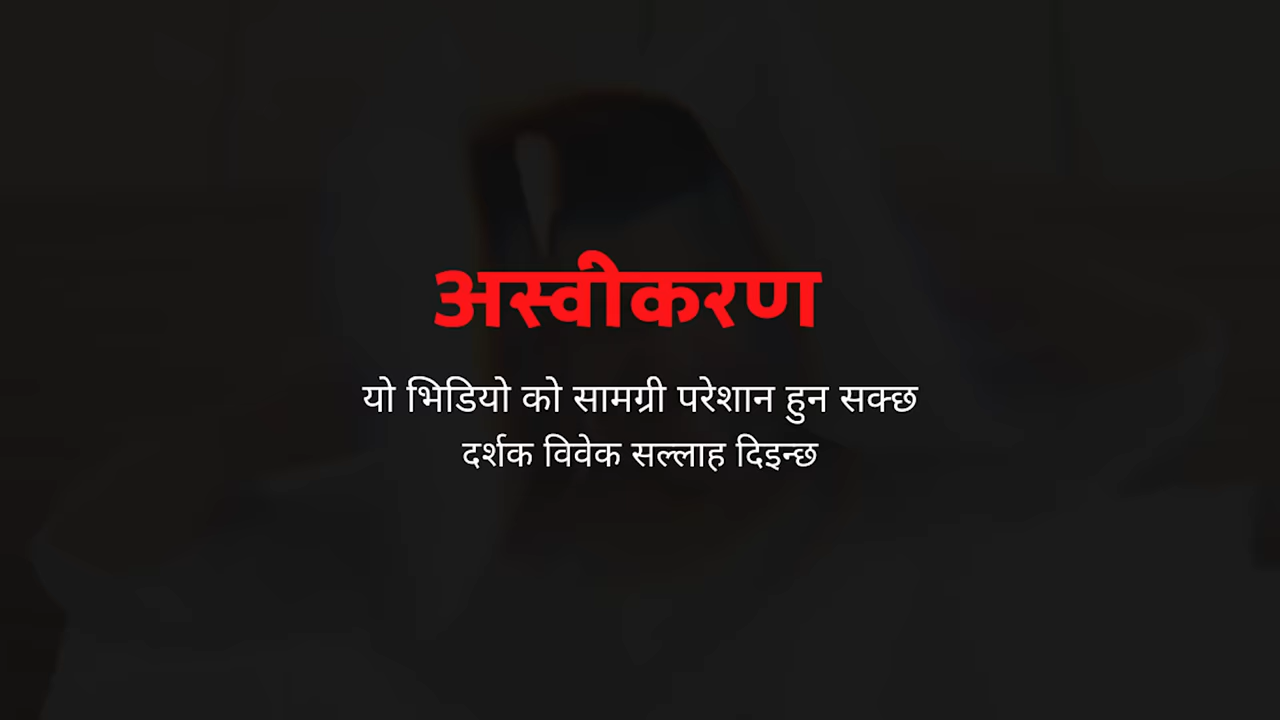 अस्वीकरण
यो भिडियो को सामग्री परेशान हुन सक्छ
दर्शक विवेक सल्लाह दिइन्छ